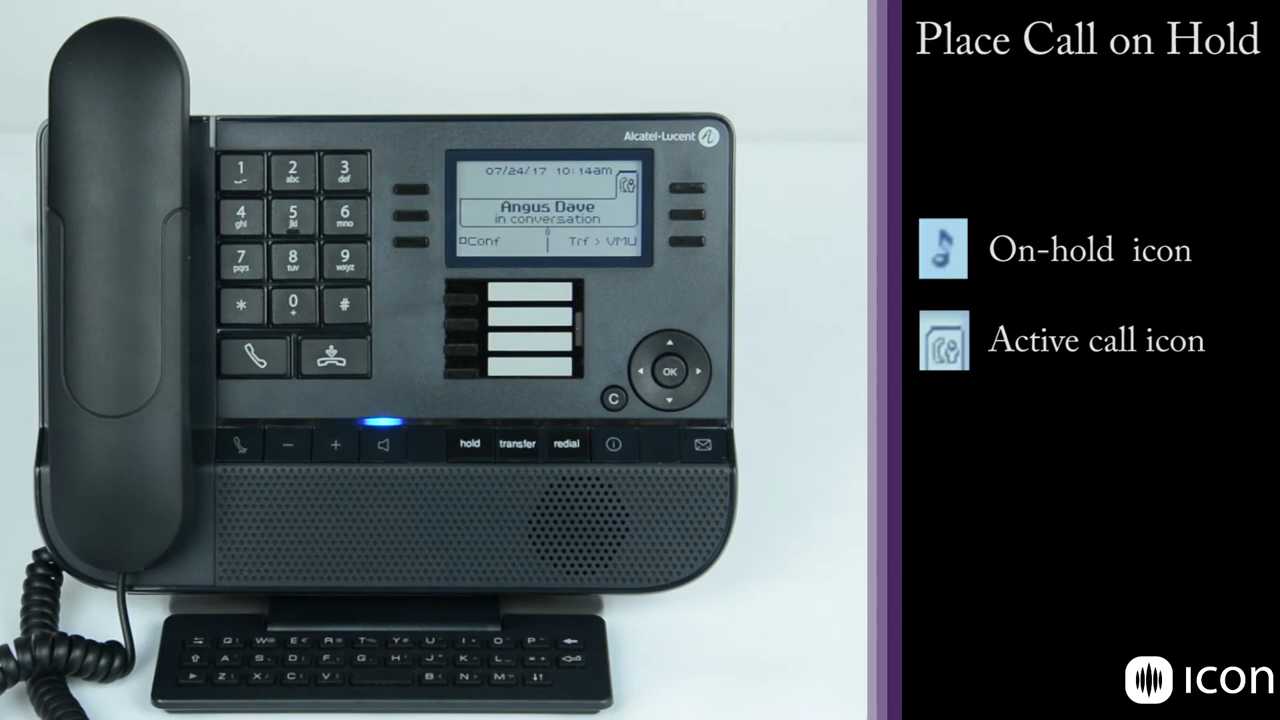 Place Call on Hold
Alcatel-Lucent
07/24/17 10:14am
Angus Dave
in conversation
Conf
Trf > VMU
1
2 abc
3 def
4 ghi
5 jkl
6 mno
7 pqrs
8 tuv
9 wxyz
*
0 +
#
OK
C
− +
hold transfer redial
On-hold icon
Active call icon
Q W E R T Y U I O P
A S D F G H J K L
Z X C V B N M
icon